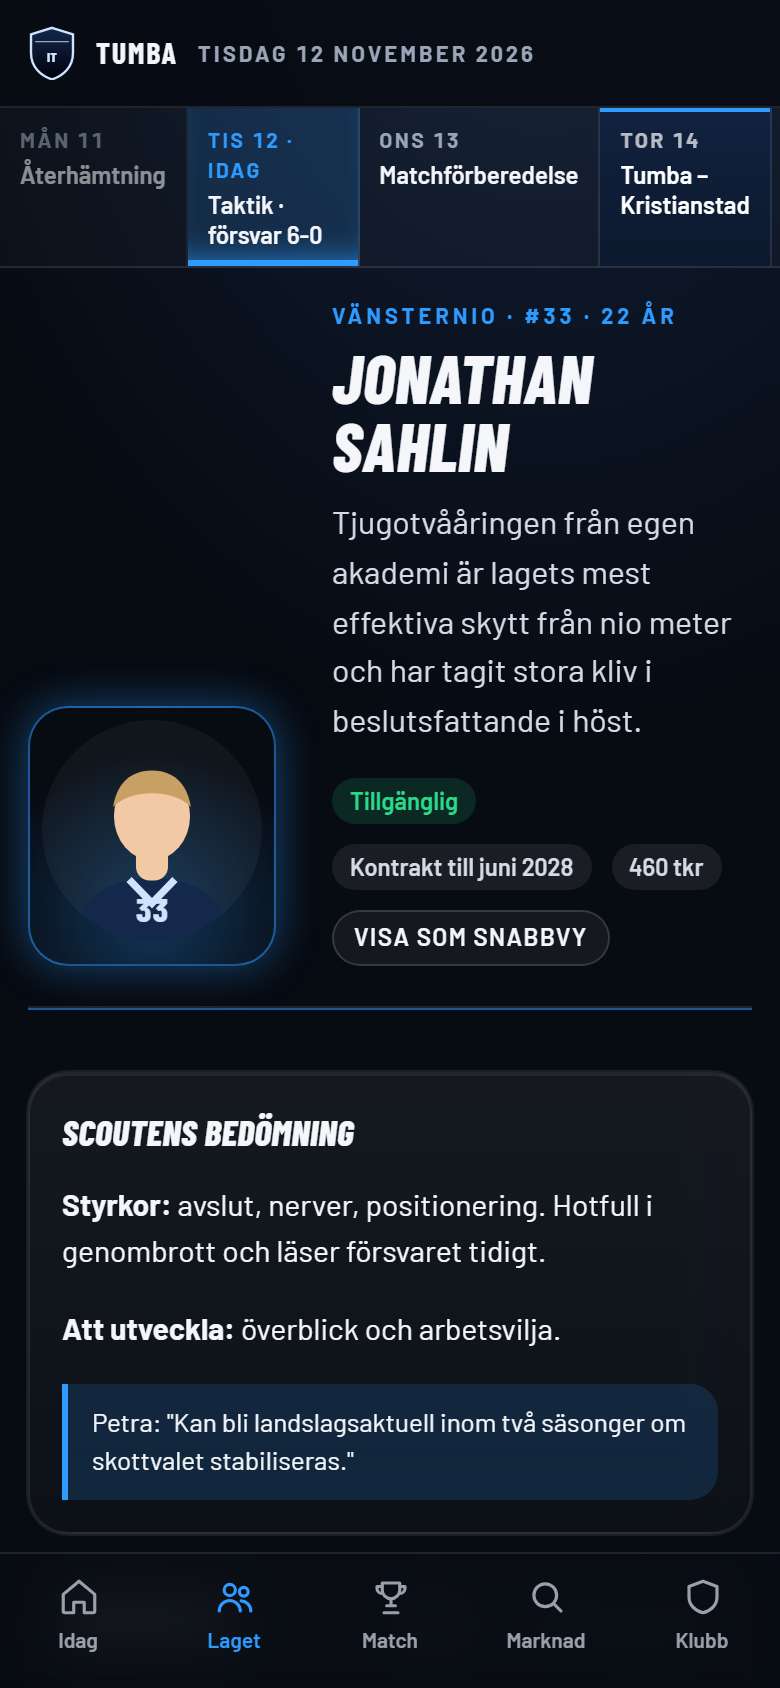 IT
TUMBA TISDAG 12 NOVEMBER 2026
MÅN 11
Återhämtning
TIS 12 ·
IDAG
Taktik ·
försvar 6-0
ONS 13
Matchförberedelse
TOR 14
Tumba –
Kristianstad
VÄNSTERNIO · #33 · 22 ÅR
JONATHAN
SAHLIN
Tjugotvååringen från egen
akademi är lagets mest
effektiva skytt från nio meter
och har tagit stora kliv i
beslutsfattande i höst.
33
Tillgänglig
Kontrakt till juni 2028
460 tkr
VISA SOM SNABBVY
SCOUTENS BEDÖMNING
Styrkor: avslut, nerver, positionering. Hotfull i
genombrott och läser försvaret tidigt.
Att utveckla: överblick och arbetsvilja.
Petra: "Kan bli landslagsaktuell inom två säsonger om
skottvalet stabiliseras."
Idag
Laget
Match
Marknad
Klubb